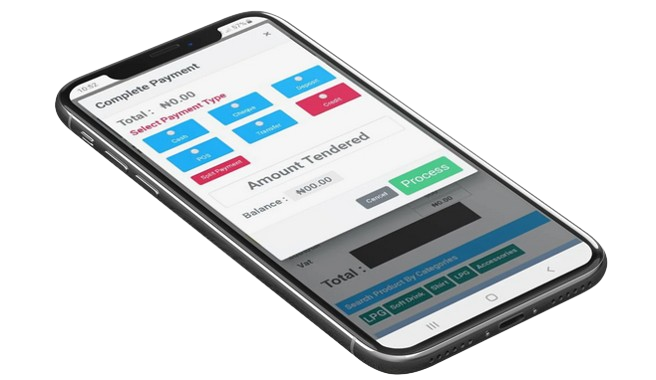 10:52
57%
Complete Payment
×
Total : ₦0.00
Select Payment Type
Cash
Cheque
Deposit
POS
Transfer
Credit
Split Payment
Amount Tendered
Balance : ₦00.00
Cancel
Process
₦0.00
Vat
Total :
Search Product By Categories
LPG
Soft Drink
Shirt
LPG
Accessories